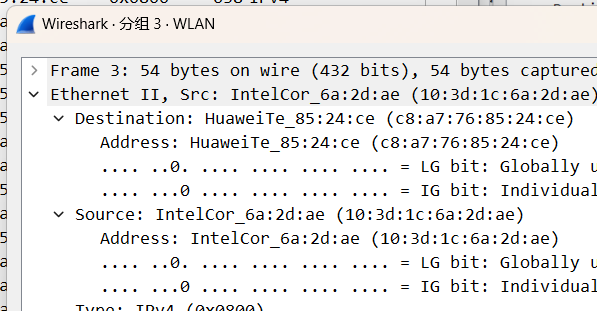 Wireshark · 分组 3 · WLAN
Frame 3: 54 bytes on wire (432 bits), 54 bytes captured
Ethernet II, Src: IntelCor_6a:2d:ae (10:3d:1c:6a:2d:ae)
Destination: HuaweiTe_85:24:ce (c8:a7:76:85:24:ce)
Address: HuaweiTe_85:24:ce (c8:a7:76:85:24:ce)
.... ..0. .... .... .... .... = LG bit: Globally u
.... ...0 .... .... .... .... = IG bit: Individual
Source: IntelCor_6a:2d:ae (10:3d:1c:6a:2d:ae)
Address: IntelCor_6a:2d:ae (10:3d:1c:6a:2d:ae)
.... ..0. .... .... .... .... = LG bit: Globally u
.... ...0 .... .... .... .... = IG bit: Individual
Type: IPv4 (0x0800)